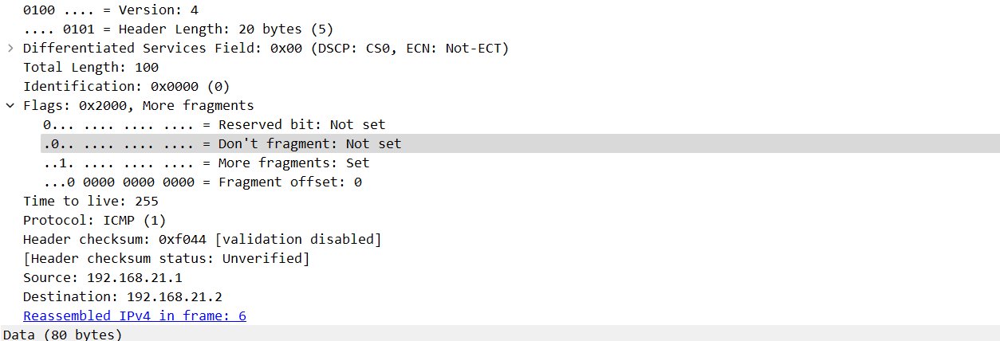 0100 .... = Version: 4
.... 0101 = Header Length: 20 bytes (5)
Differentiated Services Field: 0x00 (DSCP: CS0, ECN: Not-ECT)
Total Length: 100
Identification: 0x0000 (0)
Flags: 0x2000, More fragments
0... .... .... .... = Reserved bit: Not set
.0.. .... .... .... = Don't fragment: Not set
..1. .... .... .... = More fragments: Set
...0 0000 0000 0000 = Fragment offset: 0
Time to live: 255
Protocol: ICMP (1)
Header checksum: 0xf044 [validation disabled]
[Header checksum status: Unverified]
Source: 192.168.21.1
Destination: 192.168.21.2
Reassembled IPv4 in frame: 6
Data (80 bytes)